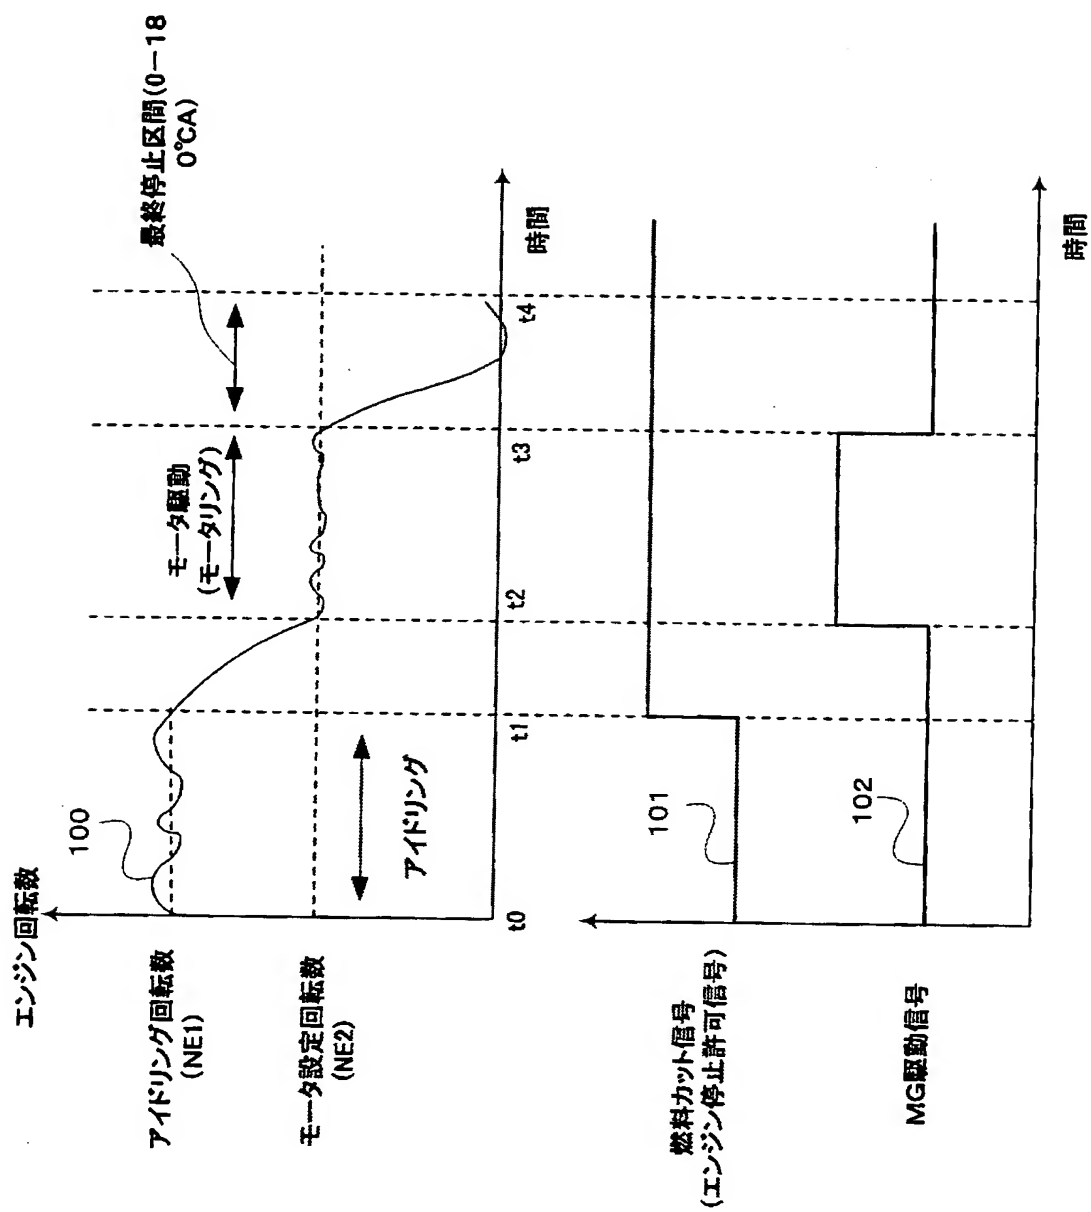 エンジン回転数
アイドリング回転数
(NE1)
モータ設定回転数
(NE2)
100
アイドリング
モータ駆動
(モータリング)
最終停止区間(0－18
0°CA)
t0
t1
t2
t3
t4
時間
燃料カット信号
(エンジン停止許可信号)
101
MG駆動信号
102
時間